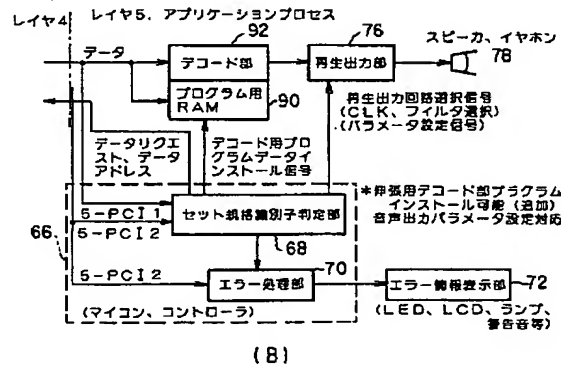 レイヤ4
レイヤ5．アプリケーションプロセス
データ
92
デコード部
プログラム用
RAM
90
76
再生出力部
スピーカ、イヤホン
78
再生出力回路選択信号
(CLK、フィルタ選択)
(パラメータ設定信号)
データリクエスト、データ
アドレス
デコード用プロ
グラムデータイ
ンストール信号
5-PCI1
5-PCI2
66
セット規格識別子判定部
68
*伸張用デコード部プラグラム
インストール可能（追加）
音声出力パラメータ設定対応
5-PCI2
エラー処理部
70
エラー情報表示部
72
(マイコン、コントローラ)
(LED、LCD、ランプ、
警告音等)
(B)